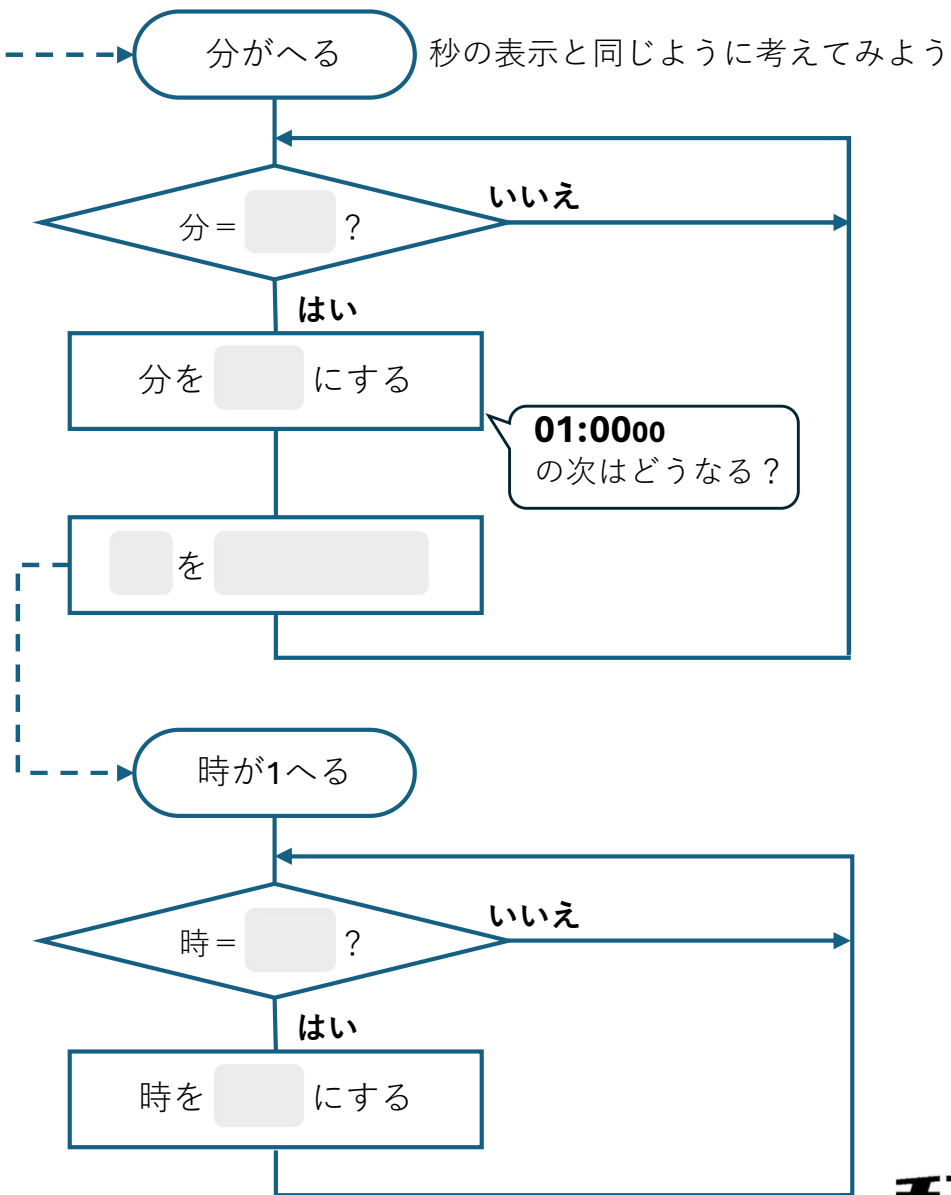 分がへる
秒の表示と同じように考えてみよう
いいえ
分=　　?
はい
分を　　にする
01:0000
の次はどうなる?
を
時が1へる
いいえ
時=　　?
はい
時を　　にする